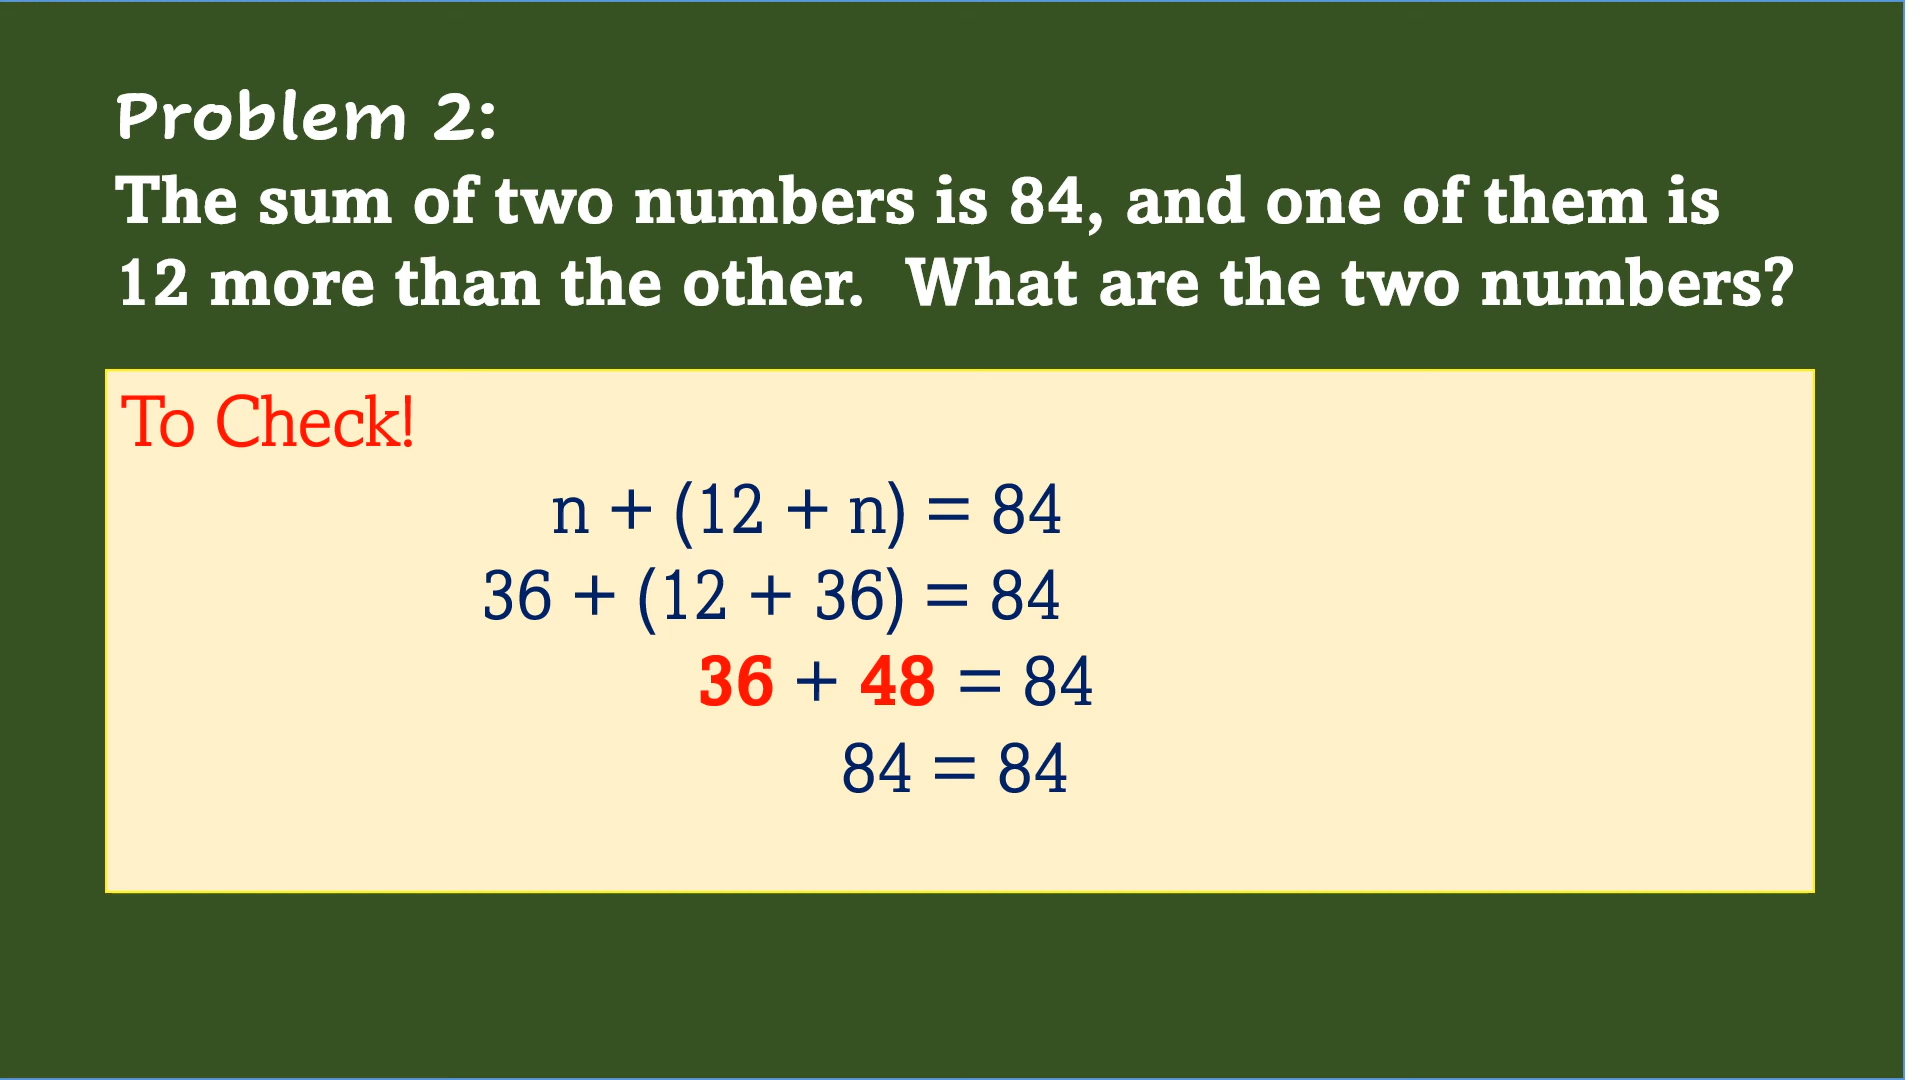 Problem 2:
The sum of two numbers is 84, and one of them is
12 more than the other.  What are the two numbers?
To Check!
n + (12 + n) = 84
36 + (12 + 36) = 84
36 + 48 = 84
84 = 84